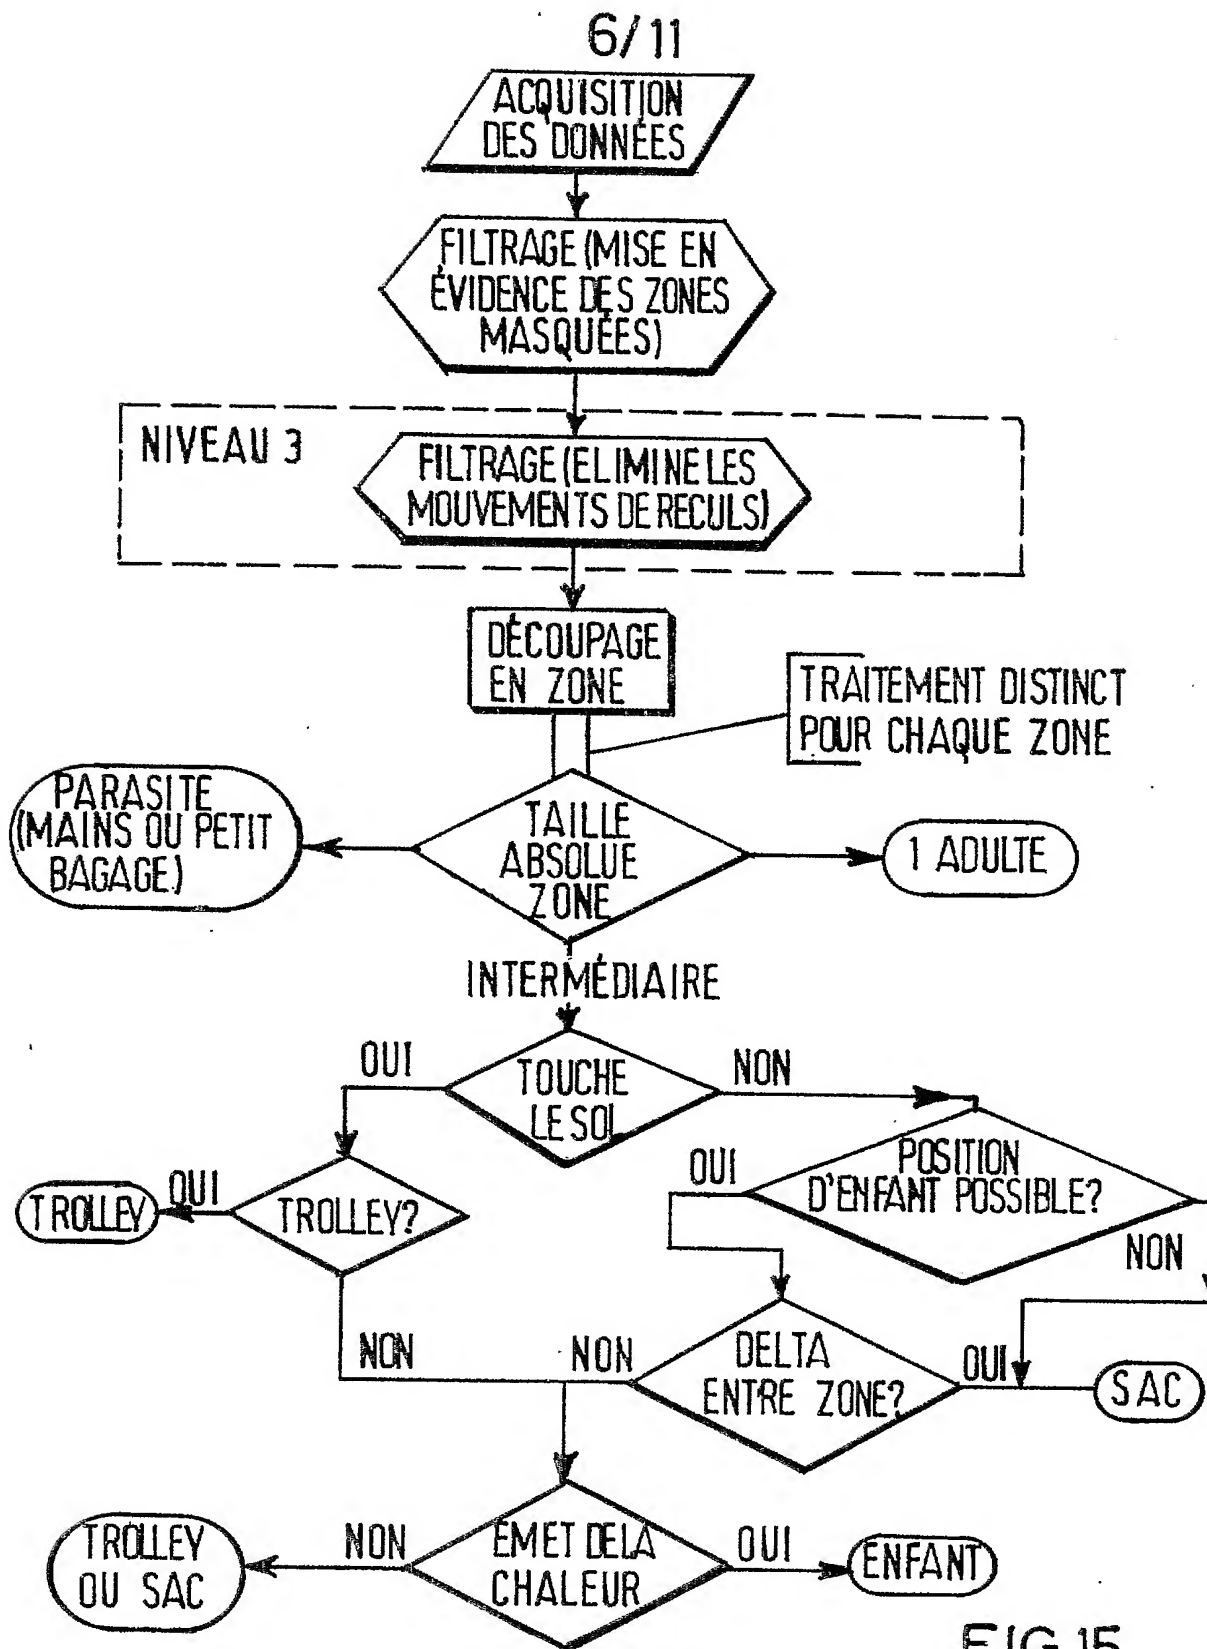 6/11
ACQUISITION
DES DONNÉES
FILTRAGE (MISE EN
ÉVIDENCE DES ZONES
MASQUÉES)
NIVEAU 3
FILTRAGE (ELIMINE LES
MOUVEMENTS DE RECULS)
DÉCOUPAGE
EN ZONE
TRAITEMENT DISTINCT
POUR CHAQUE ZONE
PARASITE
(MAINS OU PETIT
BAGAGE)
TAILLE
ABSOLUE
ZONE
1 ADULTE
INTERMÉDIAIRE
OUI
TOUCHE
LE SOL
NON
TROLLEY
OUI
TROLLEY?
OUI
POSITION
D'ENFANT POSSIBLE?
NON
NON
NON
DELTA
ENTRE ZONE?
OUI
SAC
TROLLEY
OU SAC
NON
EMET DE LA
CHALEUR
OUI
ENFANT
FIG.15